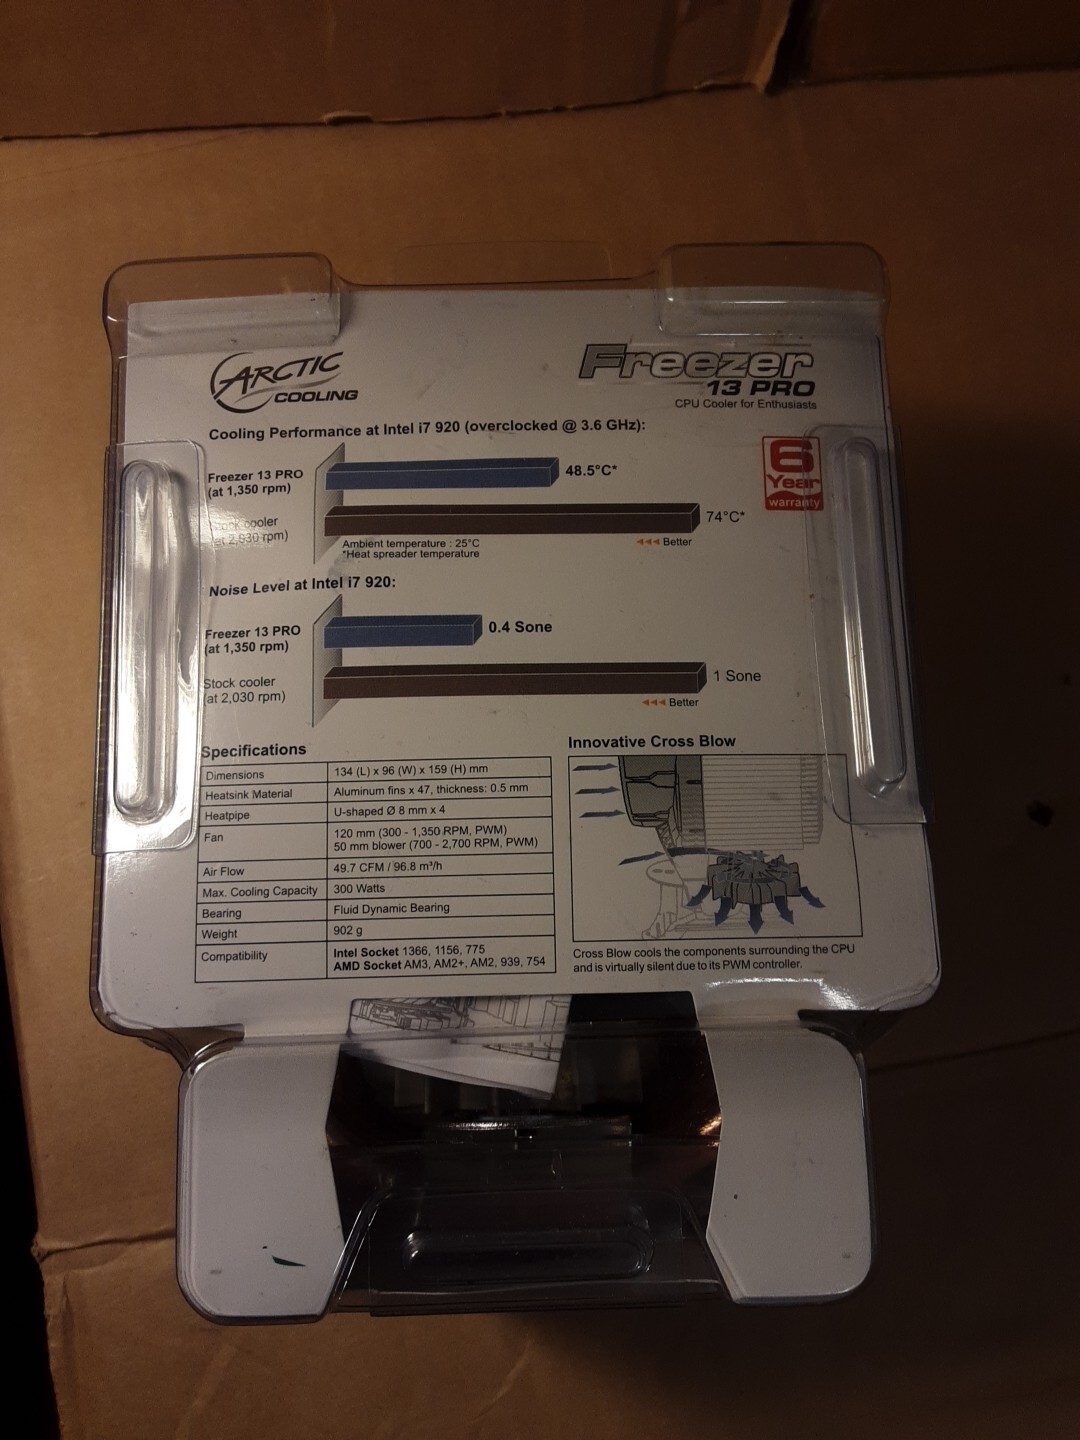 ARCTIC
COOLING
Freezer
13 PRO
CPU Cooler for Enthusiasts
Cooling Performance at Intel i7 920 (overclocked @ 3.6 GHz):
Freezer 13 PRO
(at 1,350 rpm)
48.5°C*
Stock cooler
(at 2,930 rpm)
74°C*
Ambient temperature : 25°C
*Heat spreader temperature
Better
6
Year
warranty
Noise Level at Intel i7 920:
Freezer 13 PRO
(at 1,350 rpm)
0.4 Sone
Stock cooler
(at 2,030 rpm)
1 Sone
Better
Specifications
Dimensions 134 (L) x 96 (W) x 159 (H) mm
Heatsink Material Aluminum fins x 47, thickness: 0.5 mm
Heatpipe U-shaped Ø 8 mm x 4
Fan 120 mm (300 - 1,350 RPM, PWM)
50 mm blower (700 - 2,700 RPM, PWM)
Air Flow 49.7 CFM / 96.8 m³/h
Max. Cooling Capacity 300 Watts
Bearing Fluid Dynamic Bearing
Weight 902 g
Compatibility Intel Socket 1366, 1156, 775
AMD Socket AM3, AM2+, AM2, 939, 754
Innovative Cross Blow
Cross Blow cools the components surrounding the CPU
and is virtually silent due to its PWM controller.